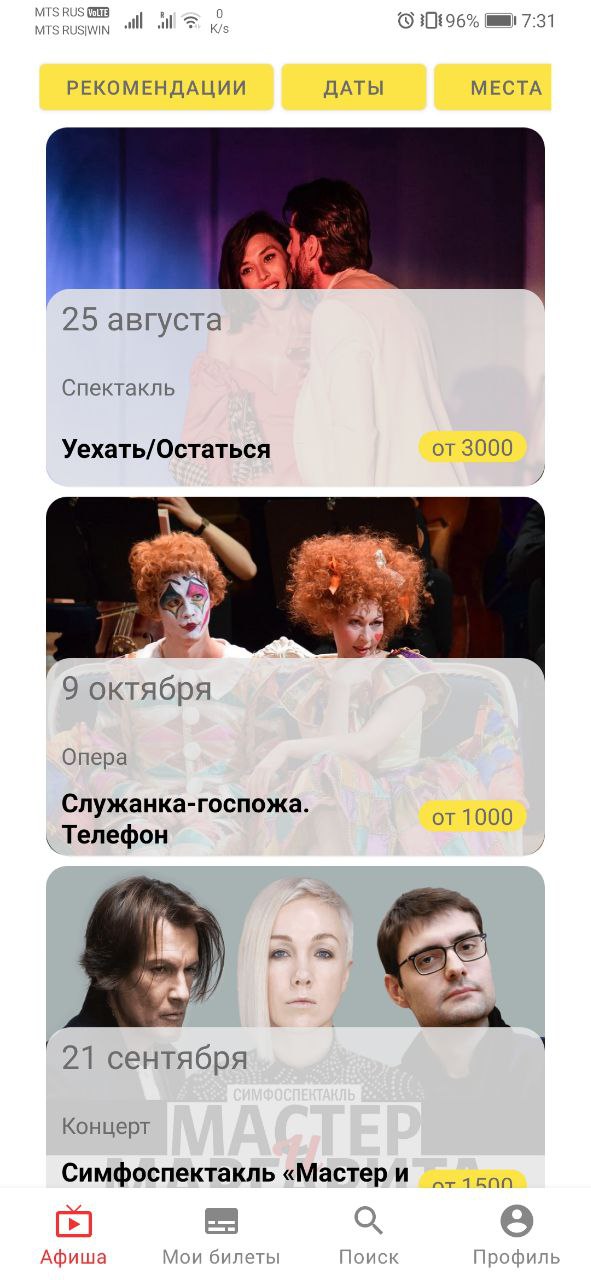 MTS RUS VoLTE
MTS RUS|WIN
R
0
K/s
96%
7:31
РЕКОМЕНДАЦИИ
ДАТЫ
МЕСТА
25 августа
Спектакль
Уехать/Остаться
от 3000
9 октября
Опера
Служанка-госпожа.
Телефон
от 1000
21 сентября
СИМФОСПЕКТАКЛЬ
Концерт
МАСТЕР
И
МАРГАРИТА
Симфоспектакль «Мастер и
от 1500
Афиша
Мои билеты
Поиск
Профиль